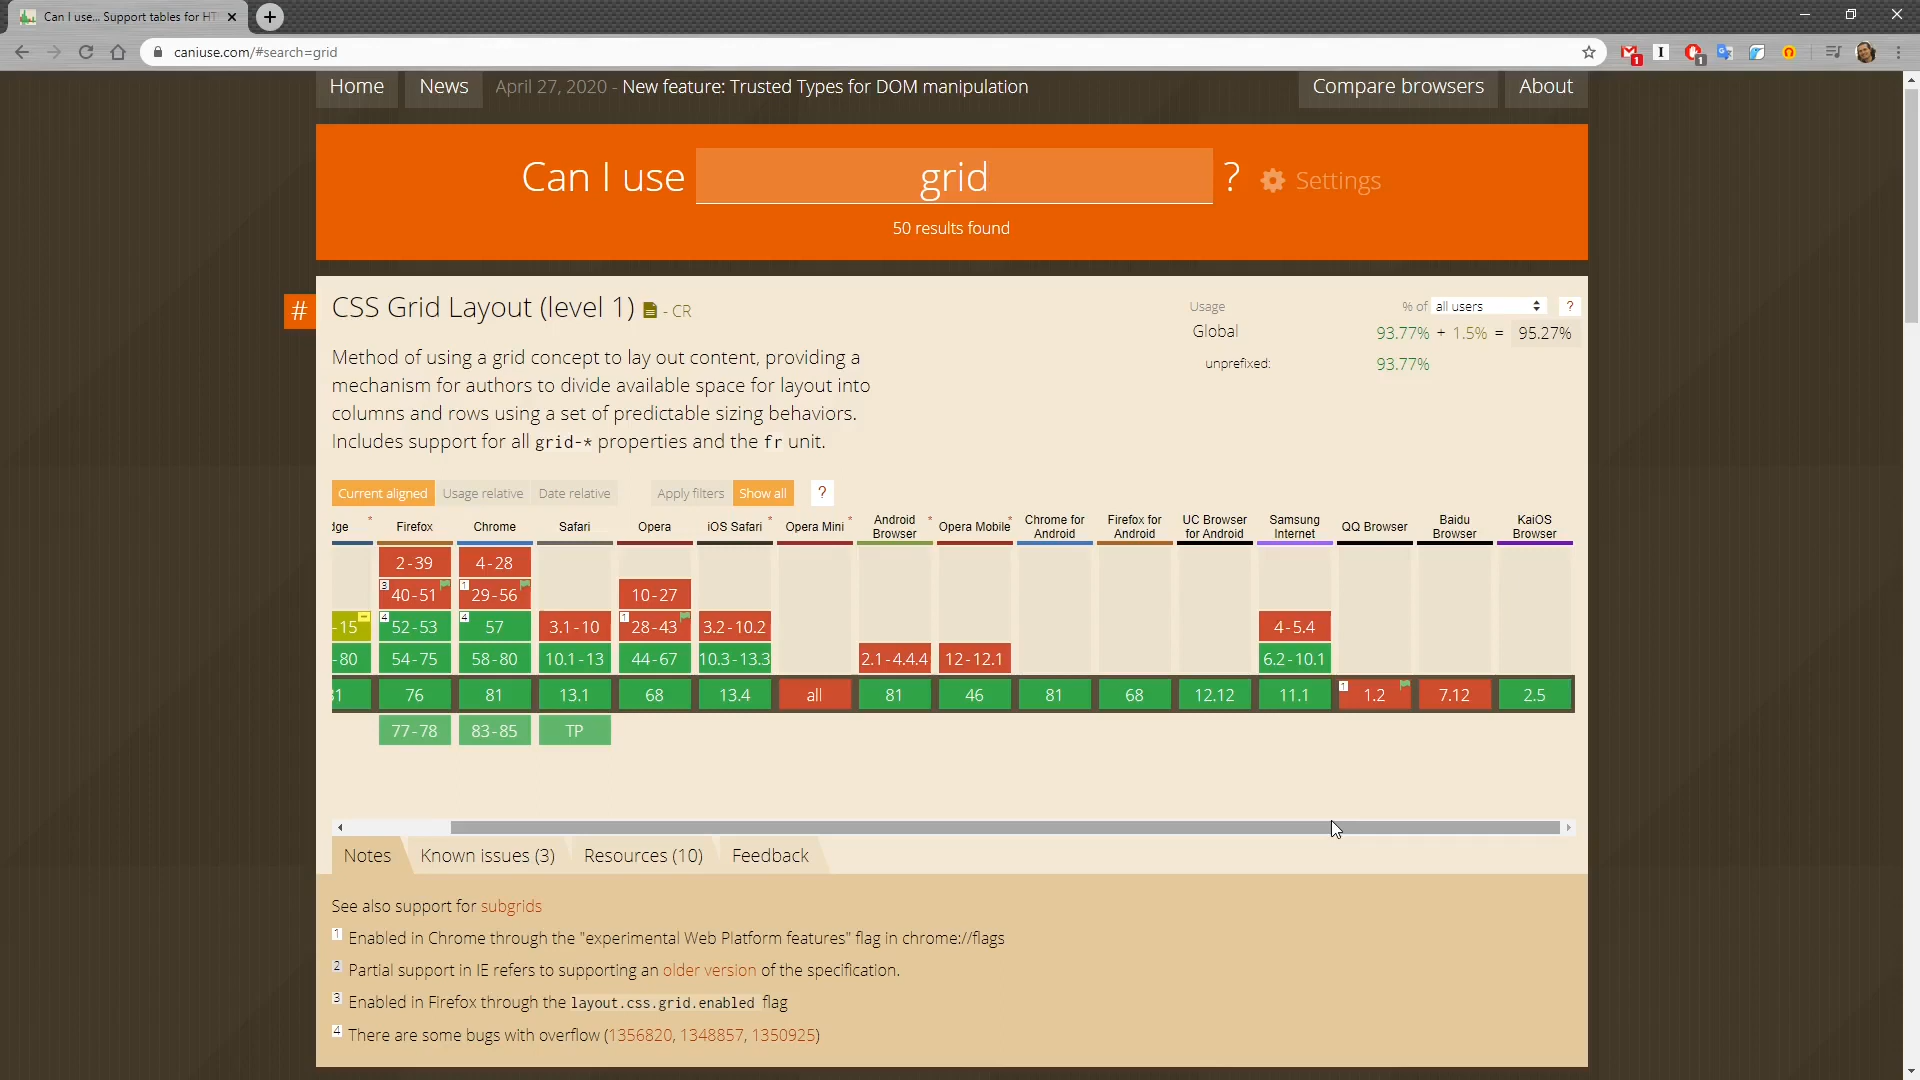 Can I use... Support tables for HT
caniuse.com/#search=grid
1
1
Home News April 27, 2020 - New feature: Trusted Types for DOM manipulation Compare browsers About
Can I use grid ? Settings
50 results found
# CSS Grid Layout (level 1) - CR
Usage % of all users ?
Global 93.77% + 1.5% = 95.27%
unprefixed: 93.77%
Method of using a grid concept to lay out content, providing a
mechanism for authors to divide available space for layout into
columns and rows using a set of predictable sizing behaviors.
Includes support for all grid-* properties and the fr unit.
Current aligned Usage relative Date relative Apply filters Show all ?
dge * Firefox Chrome Safari Opera iOS Safari * Opera Mini * Android Browser * Opera Mobile * Chrome for Android Firefox for Android UC Browser for Android Samsung Internet QQ Browser Baidu Browser KaiOS Browser
2-39 4-28
3 40-51 1 29-56 10-27
-15 4 52-53 4 57 3.1-10 1 28-43 3.2-10.2 4-5.4
-80 54-75 58-80 10.1-13 44-67 10.3-13.3 2.1-4.4.4 12-12.1 6.2-10.1
31 76 81 13.1 68 13.4 all 81 46 81 68 12.12 11.1 1 1.2 7.12 2.5
77-78 83-85 TP
Notes Known issues (3) Resources (10) Feedback
See also support for subgrids
1 Enabled in Chrome through the "experimental Web Platform features" flag in chrome://flags
2 Partial support in IE refers to supporting an older version of the specification.
3 Enabled in Firefox through the layout.css.grid.enabled flag
4 There are some bugs with overflow (1356820, 1348857, 1350925)